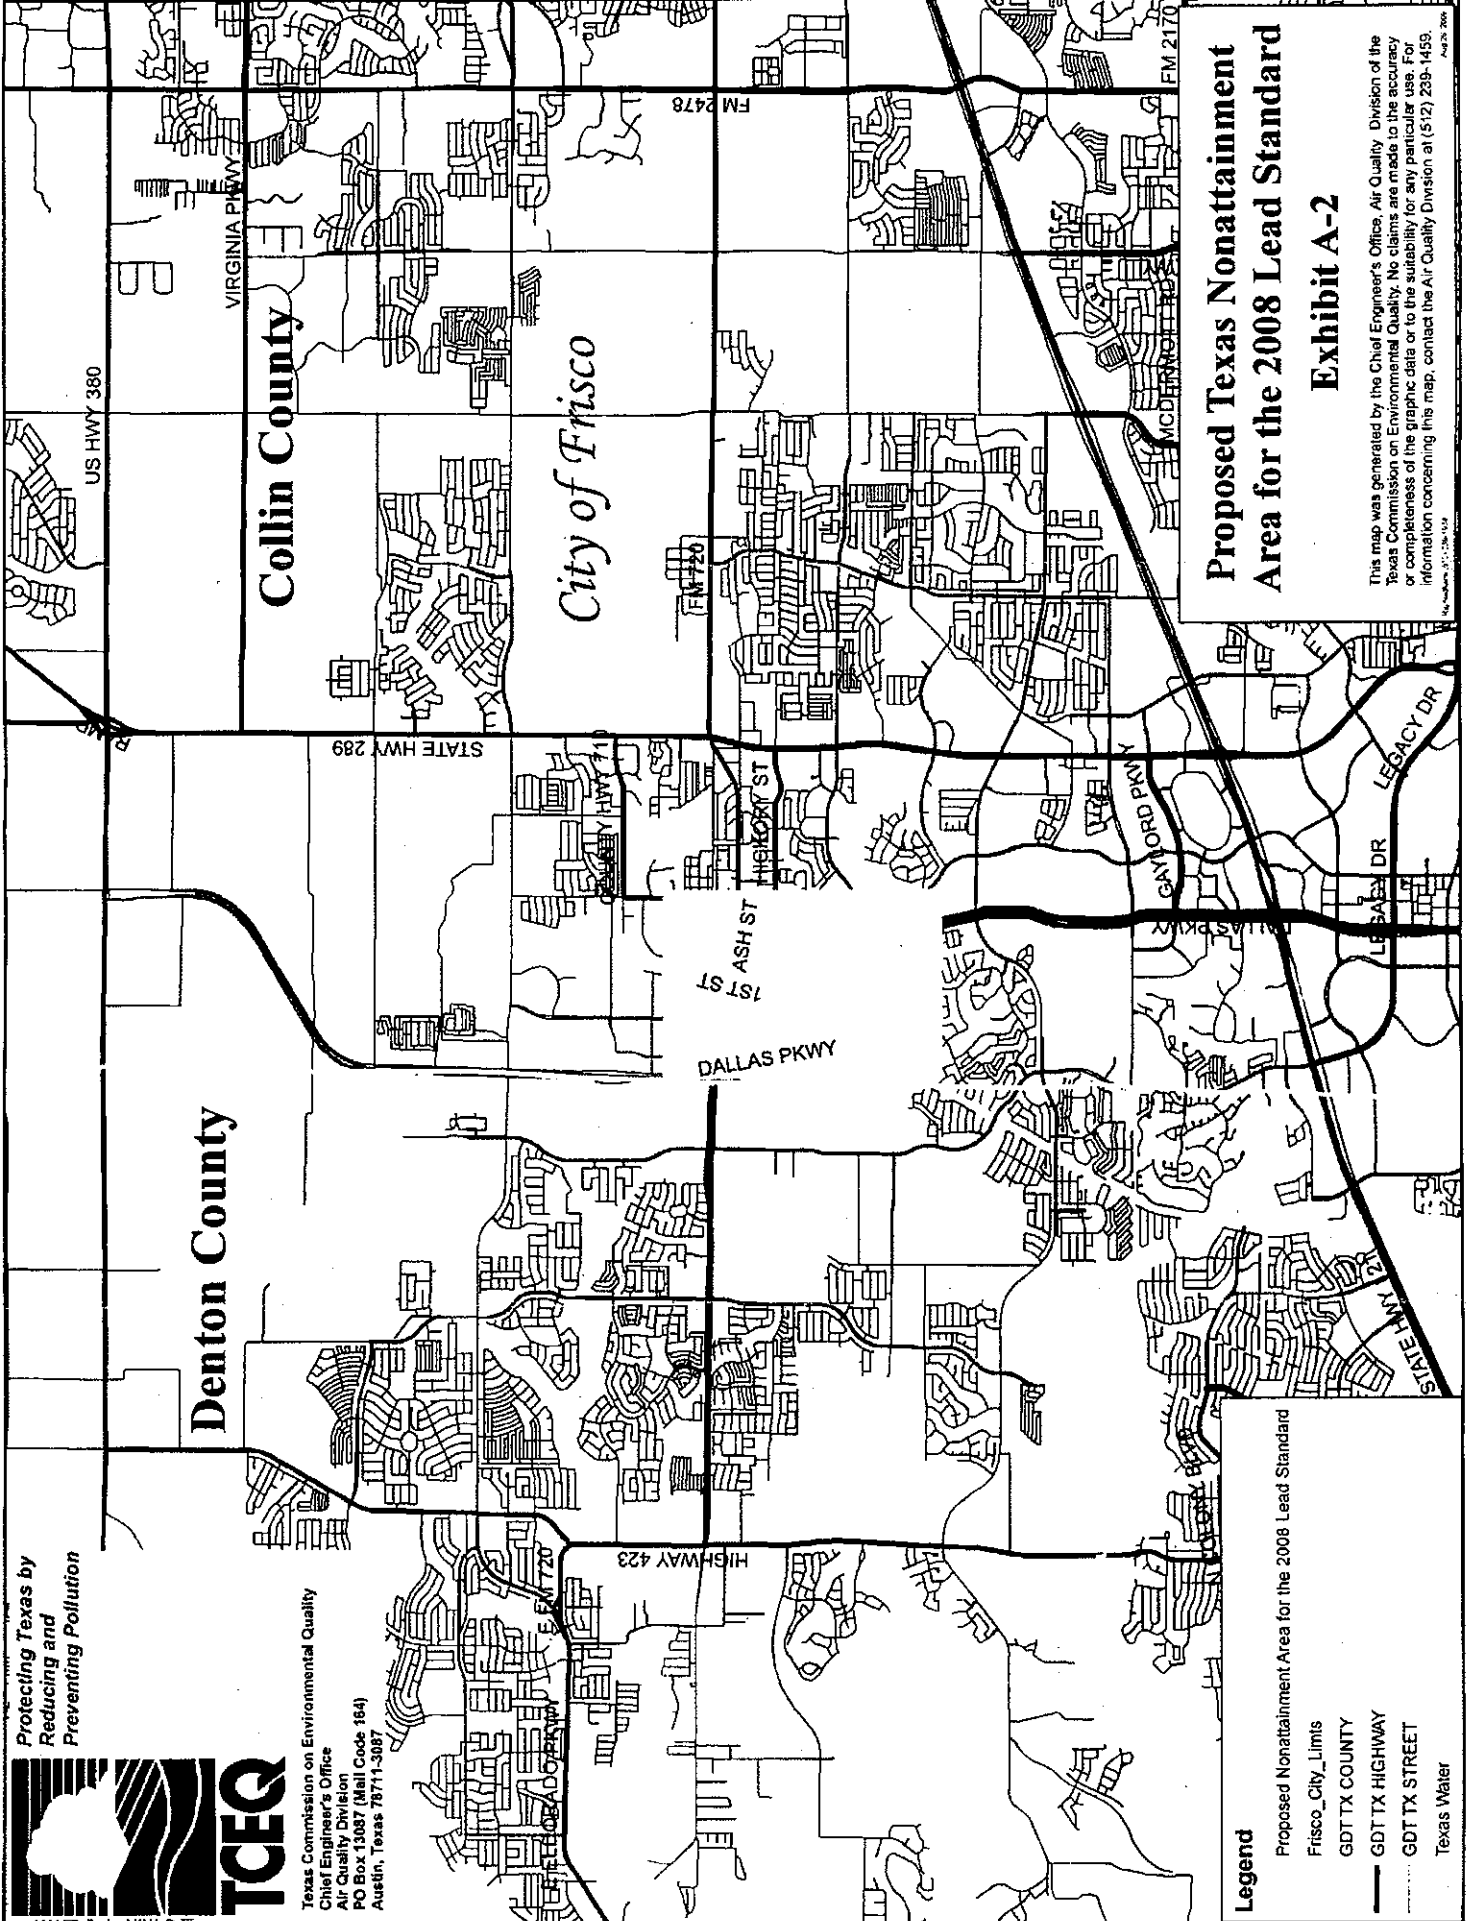 Protecting Texas by
Reducing and
Preventing Pollution
TCEQ
Texas Commission on Environmental Quality
Chief Engineer's Office
Air Quality Division
PO Box 13087 (Mail Code 164)
Austin, Texas 78711-3087
Denton County
Collin County
City of Frisco
US HWY 380
VIRGINIA PKWY
FM 2478
STATE HWY 289
FM 720
HICKORY ST
ASH ST
1ST ST
DALLAS PKWY
HIGHWAY 423
E FM 720
ELDORADO PKWY
GAYLORD PKWY
DALLAS PKWY
LEGACY DR
LEGACY DR
COLONY BLVD
STATE HWY
FM 2170
Legend
Proposed Nonattainment Area for the 2008 Lead Standard
Frisco_City_Limits
GDT TX COUNTY
GDT TX HIGHWAY
GDT TX STREET
Texas Water
Proposed Texas Nonattainment
Area for the 2008 Lead Standard
Exhibit A-2
This map was generated by the Chief Engineer's Office, Air Quality Division of the
Texas Commission on Environmental Quality. No claims are made to the accuracy
or completeness of the graphic data or to the suitability for any particular use. For
information concerning this map, contact the Air Quality Division at (512) 239-1459.